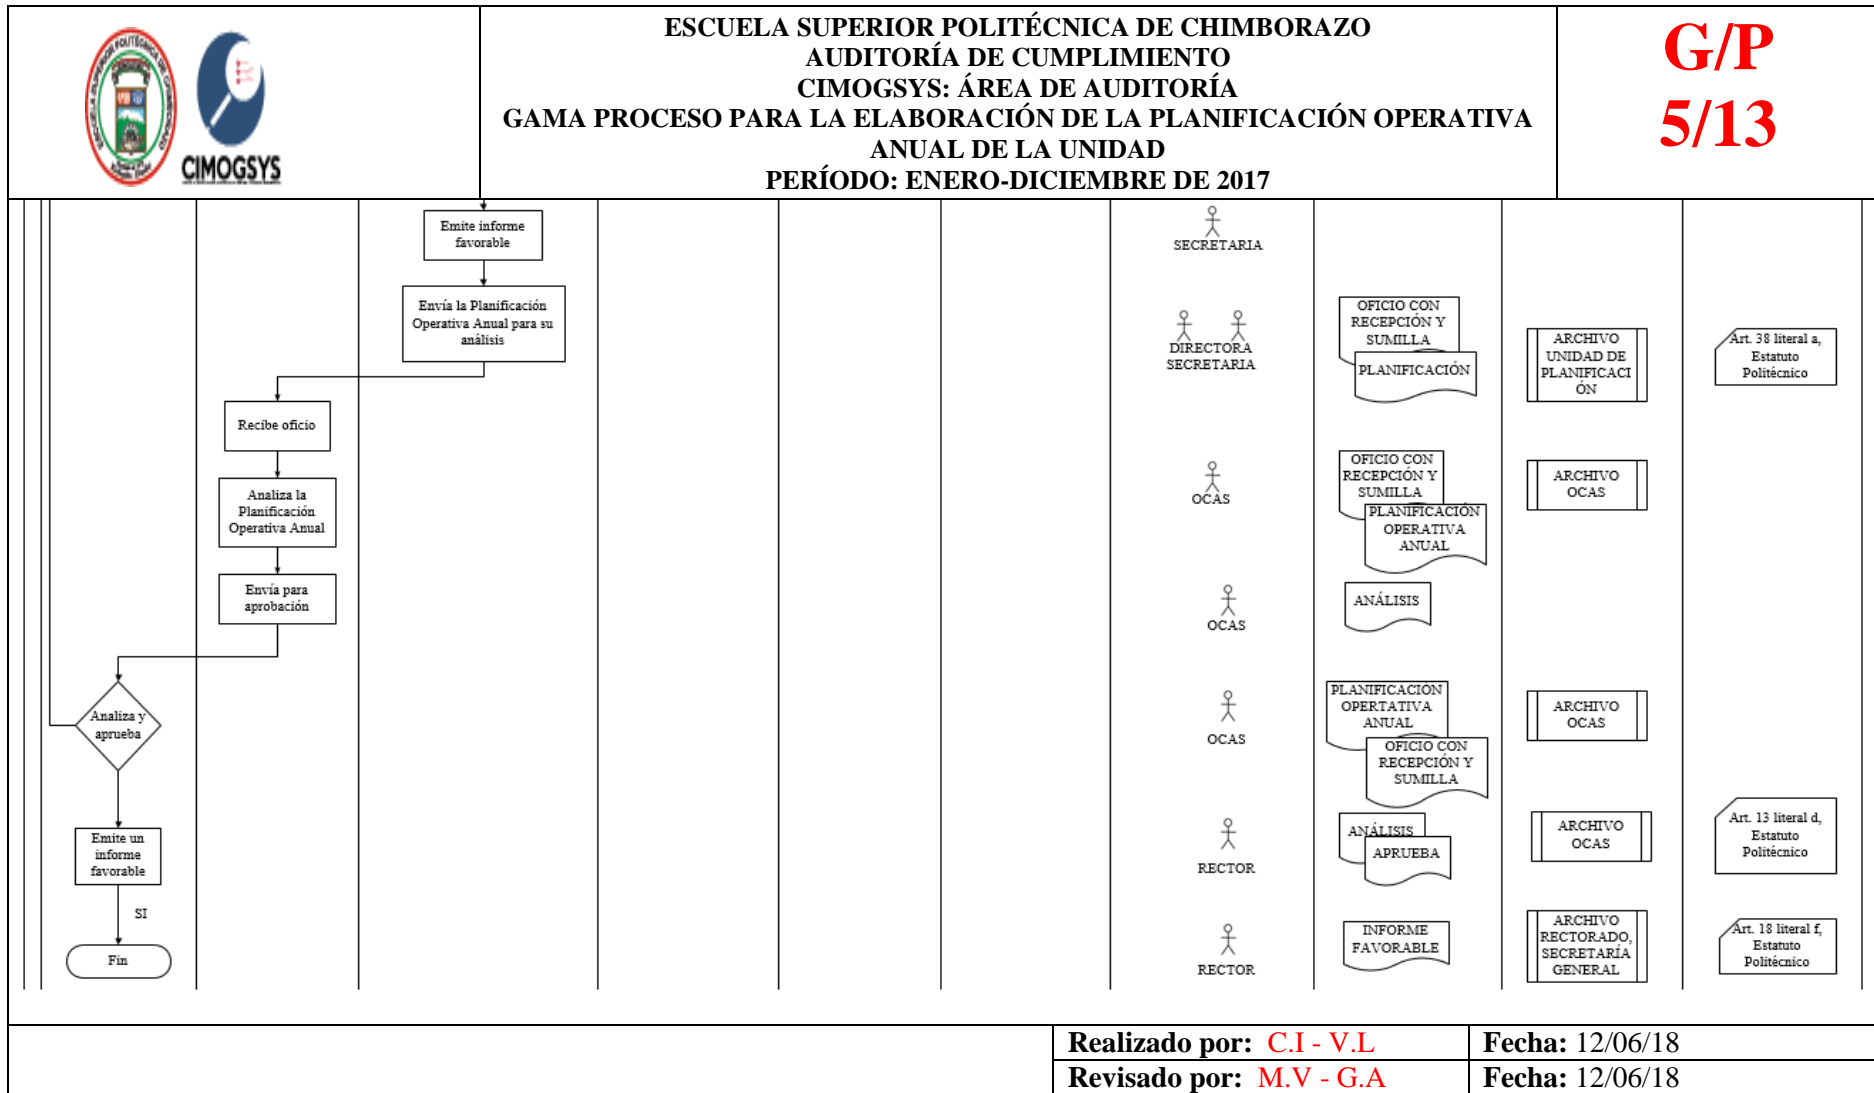 CIMOGSYS
ESCUELA SUPERIOR POLITÉCNICA DE CHIMBORAZO
AUDITORÍA DE CUMPLIMIENTO
CIMOGSYS: ÁREA DE AUDITORÍA
GAMA PROCESO PARA LA ELABORACIÓN DE LA PLANIFICACIÓN OPERATIVA
ANUAL DE LA UNIDAD
PERÍODO: ENERO-DICIEMBRE DE 2017
G/P
5/13
Emite informe
favorable
SECRETARIA
Envía la Planificación
Operativa Anual para su
análisis
DIRECTORA
SECRETARIA
OFICIO CON
RECEPCIÓN Y
SUMILLA
PLANIFICACIÓN
ARCHIVO
UNIDAD DE
PLANIFICACI
ÓN
Art. 38 literal a,
Estatuto
Politécnico
Recibe oficio
OCAS
OFICIO CON
RECEPCIÓN Y
SUMILLA
PLANIFICACIÓN
OPERATIVA
ANUAL
ARCHIVO
OCAS
Analiza la
Planificación
Operativa Anual
OCAS
ANÁLISIS
Envía para
aprobación
OCAS
PLANIFICACIÓN
OPERTATIVA
ANUAL
OFICIO CON
RECEPCIÓN Y
SUMILLA
ARCHIVO
OCAS
Analiza y
aprueba
RECTOR
ANÁLISIS
APRUEBA
ARCHIVO
OCAS
Art. 13 literal d,
Estatuto
Politécnico
Emite un
informe
favorable
SI
RECTOR
INFORME
FAVORABLE
ARCHIVO
RECTORADO,
SECRETARÍA
GENERAL
Art. 18 literal f,
Estatuto
Politécnico
Fin
Realizado por: C.I - V.L
Fecha: 12/06/18
Revisado por: M.V - G.A
Fecha: 12/06/18